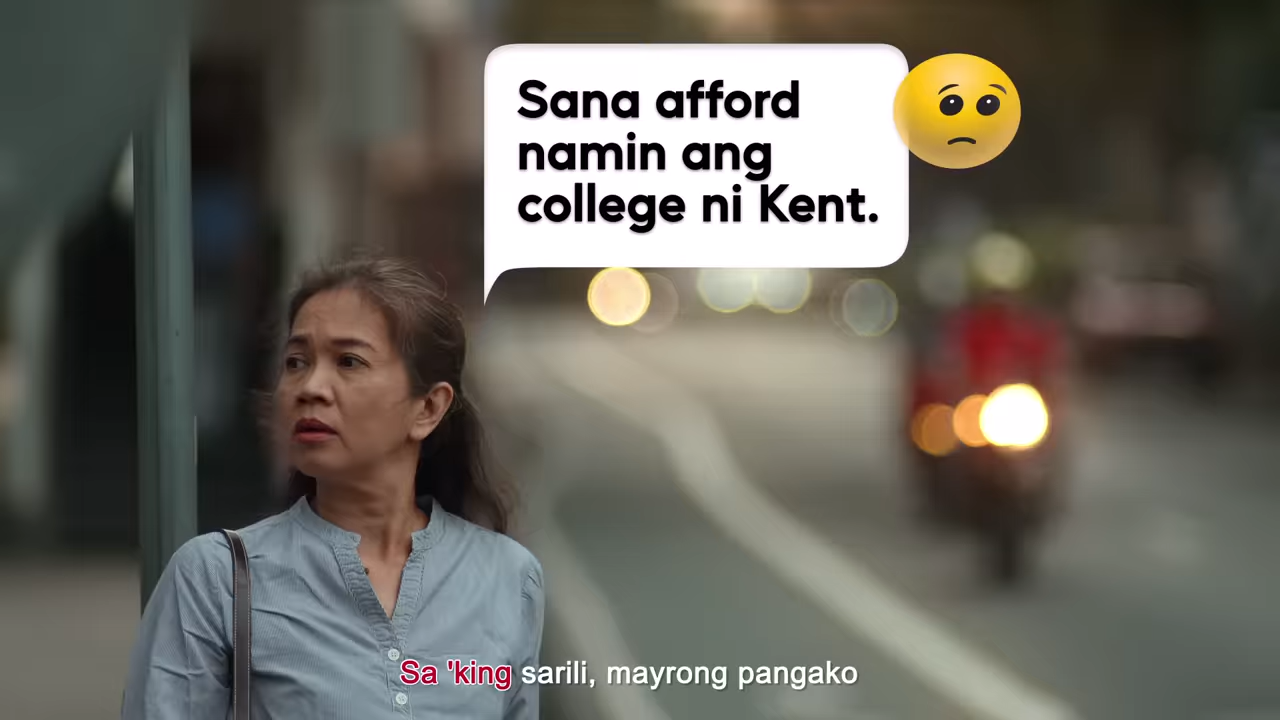 Sana afford
namin ang
college ni Kent.
Sa 'king sarili, mayrong pangako